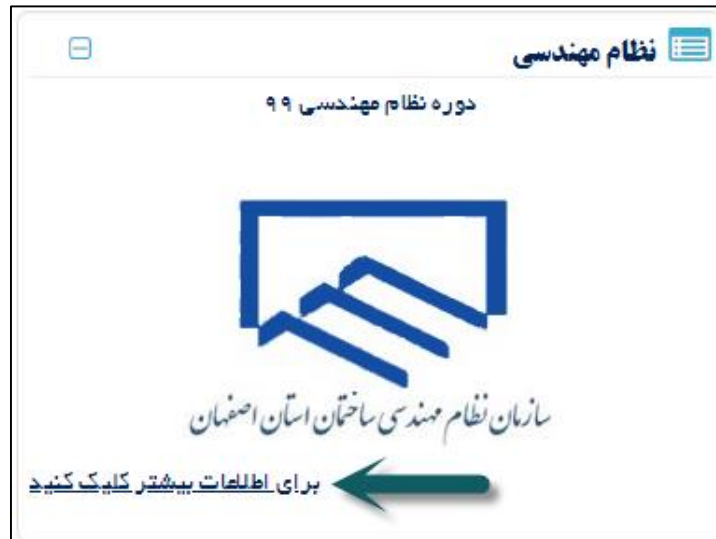 نظام مهندسی
دوره نظام مهندسی ۹۹
سازمان نظام مهندسی ساختمان استان اصفهان
برای اطلاعات بیشتر کلیک کنید